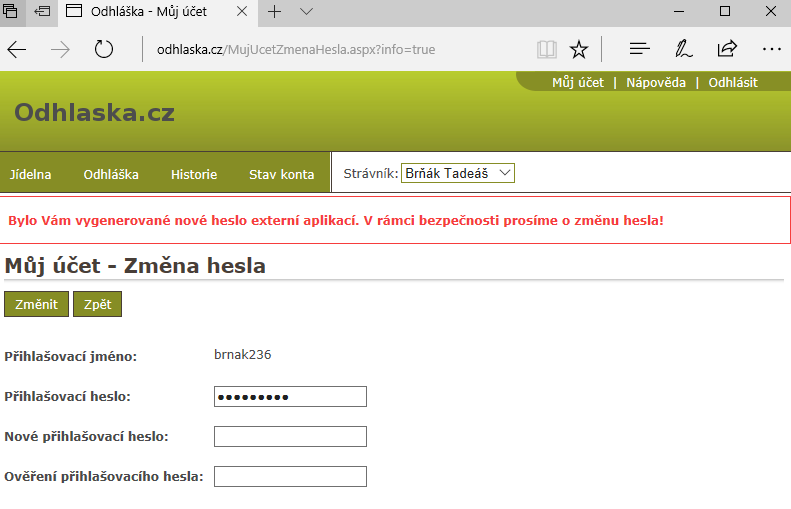 Odhláška - Můj účet
odhlaska.cz/MujUcetZmenaHesla.aspx?info=true
Můj účet | Nápověda | Odhlásit
Odhlaska.cz
Jídelna Odhláška Historie Stav konta Strávník: Brňák Tadeáš
Bylo Vám vygenerované nové heslo externí aplikací. V rámci bezpečnosti prosíme o změnu hesla!
Můj účet - Změna hesla
Změnit Zpět
Přihlašovací jméno: brnak236
Přihlašovací heslo: ●●●●●●●●●
Nové přihlašovací heslo:
Ověření přihlašovacího hesla: